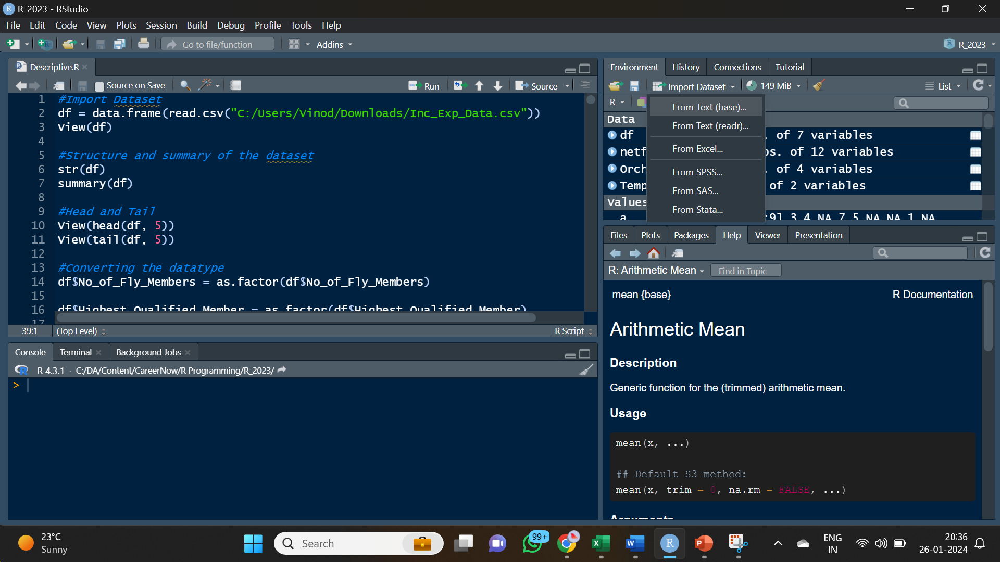 R_2023 - RStudio
File Edit Code View Plots Session Build Debug Profile Tools Help
Go to file/function Addins R_2023
Descriptive.R
Source on Save Run Source
1 #Import Dataset
2 df = data.frame(read.csv("C:/Users/Vinod/Downloads/Inc_Exp_Data.csv"))
3 View(df)
4
5 #Structure and summary of the dataset
6 str(df)
7 summary(df)
8
9 #Head and Tail
10 View(head(df, 5))
11 View(tail(df, 5))
12
13 #Converting the datatype
14 df$No_of_Fly_Members = as.factor(df$No_of_Fly_Members)
15
16 df$Highest_Qualified_Member = as.factor(df$Highest_Qualified_Member)
17
39:1 (Top Level) R Script
Console Terminal Background Jobs
R 4.3.1 · C:/DA/Content/CareerNow/R Programming/R_2023/
>
Environment History Connections Tutorial
Import Dataset 149 MiB List
R
From Text (base)...
From Text (readr)...
From Excel...
From SPSS...
From SAS...
From Stata...
Data
df . of 7 variables
netf bs. of 12 variables
Orch . of 4 variables
Temp of 2 variables
Values
a :9] 3 4 NA 7 5 NA NA 1 NA
Files Plots Packages Help Viewer Presentation
R: Arithmetic Mean Find in Topic
mean {base} R Documentation
Arithmetic Mean
Description
Generic function for the (trimmed) arithmetic mean.
Usage
mean(x, ...)
## Default S3 method:
mean(x, trim = 0, na.rm = FALSE, ...)
Arguments
23°C
Sunny
Search
99+
ENG
IN
20:36
26-01-2024